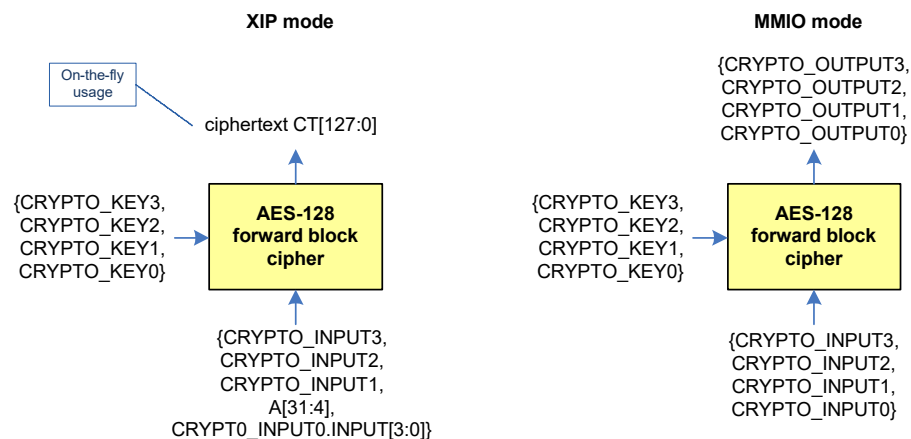 XIP mode
On-the-fly
usage
ciphertext CT[127:0]
{CRYPTO_KEY3,
CRYPTO_KEY2,
CRYPTO_KEY1,
CRYPTO_KEY0}
AES-128
forward block
cipher
{CRYPTO_INPUT3,
CRYPTO_INPUT2,
CRYPTO_INPUT1,
A[31:4],
CRYPT0_INPUT0.INPUT[3:0]}
MMIO mode
{CRYPTO_OUTPUT3,
CRYPTO_OUTPUT2,
CRYPTO_OUTPUT1,
CRYPTO_OUTPUT0}
{CRYPTO_KEY3,
CRYPTO_KEY2,
CRYPTO_KEY1,
CRYPTO_KEY0}
AES-128
forward block
cipher
{CRYPTO_INPUT3,
CRYPTO_INPUT2,
CRYPTO_INPUT1,
CRYPTO_INPUT0}